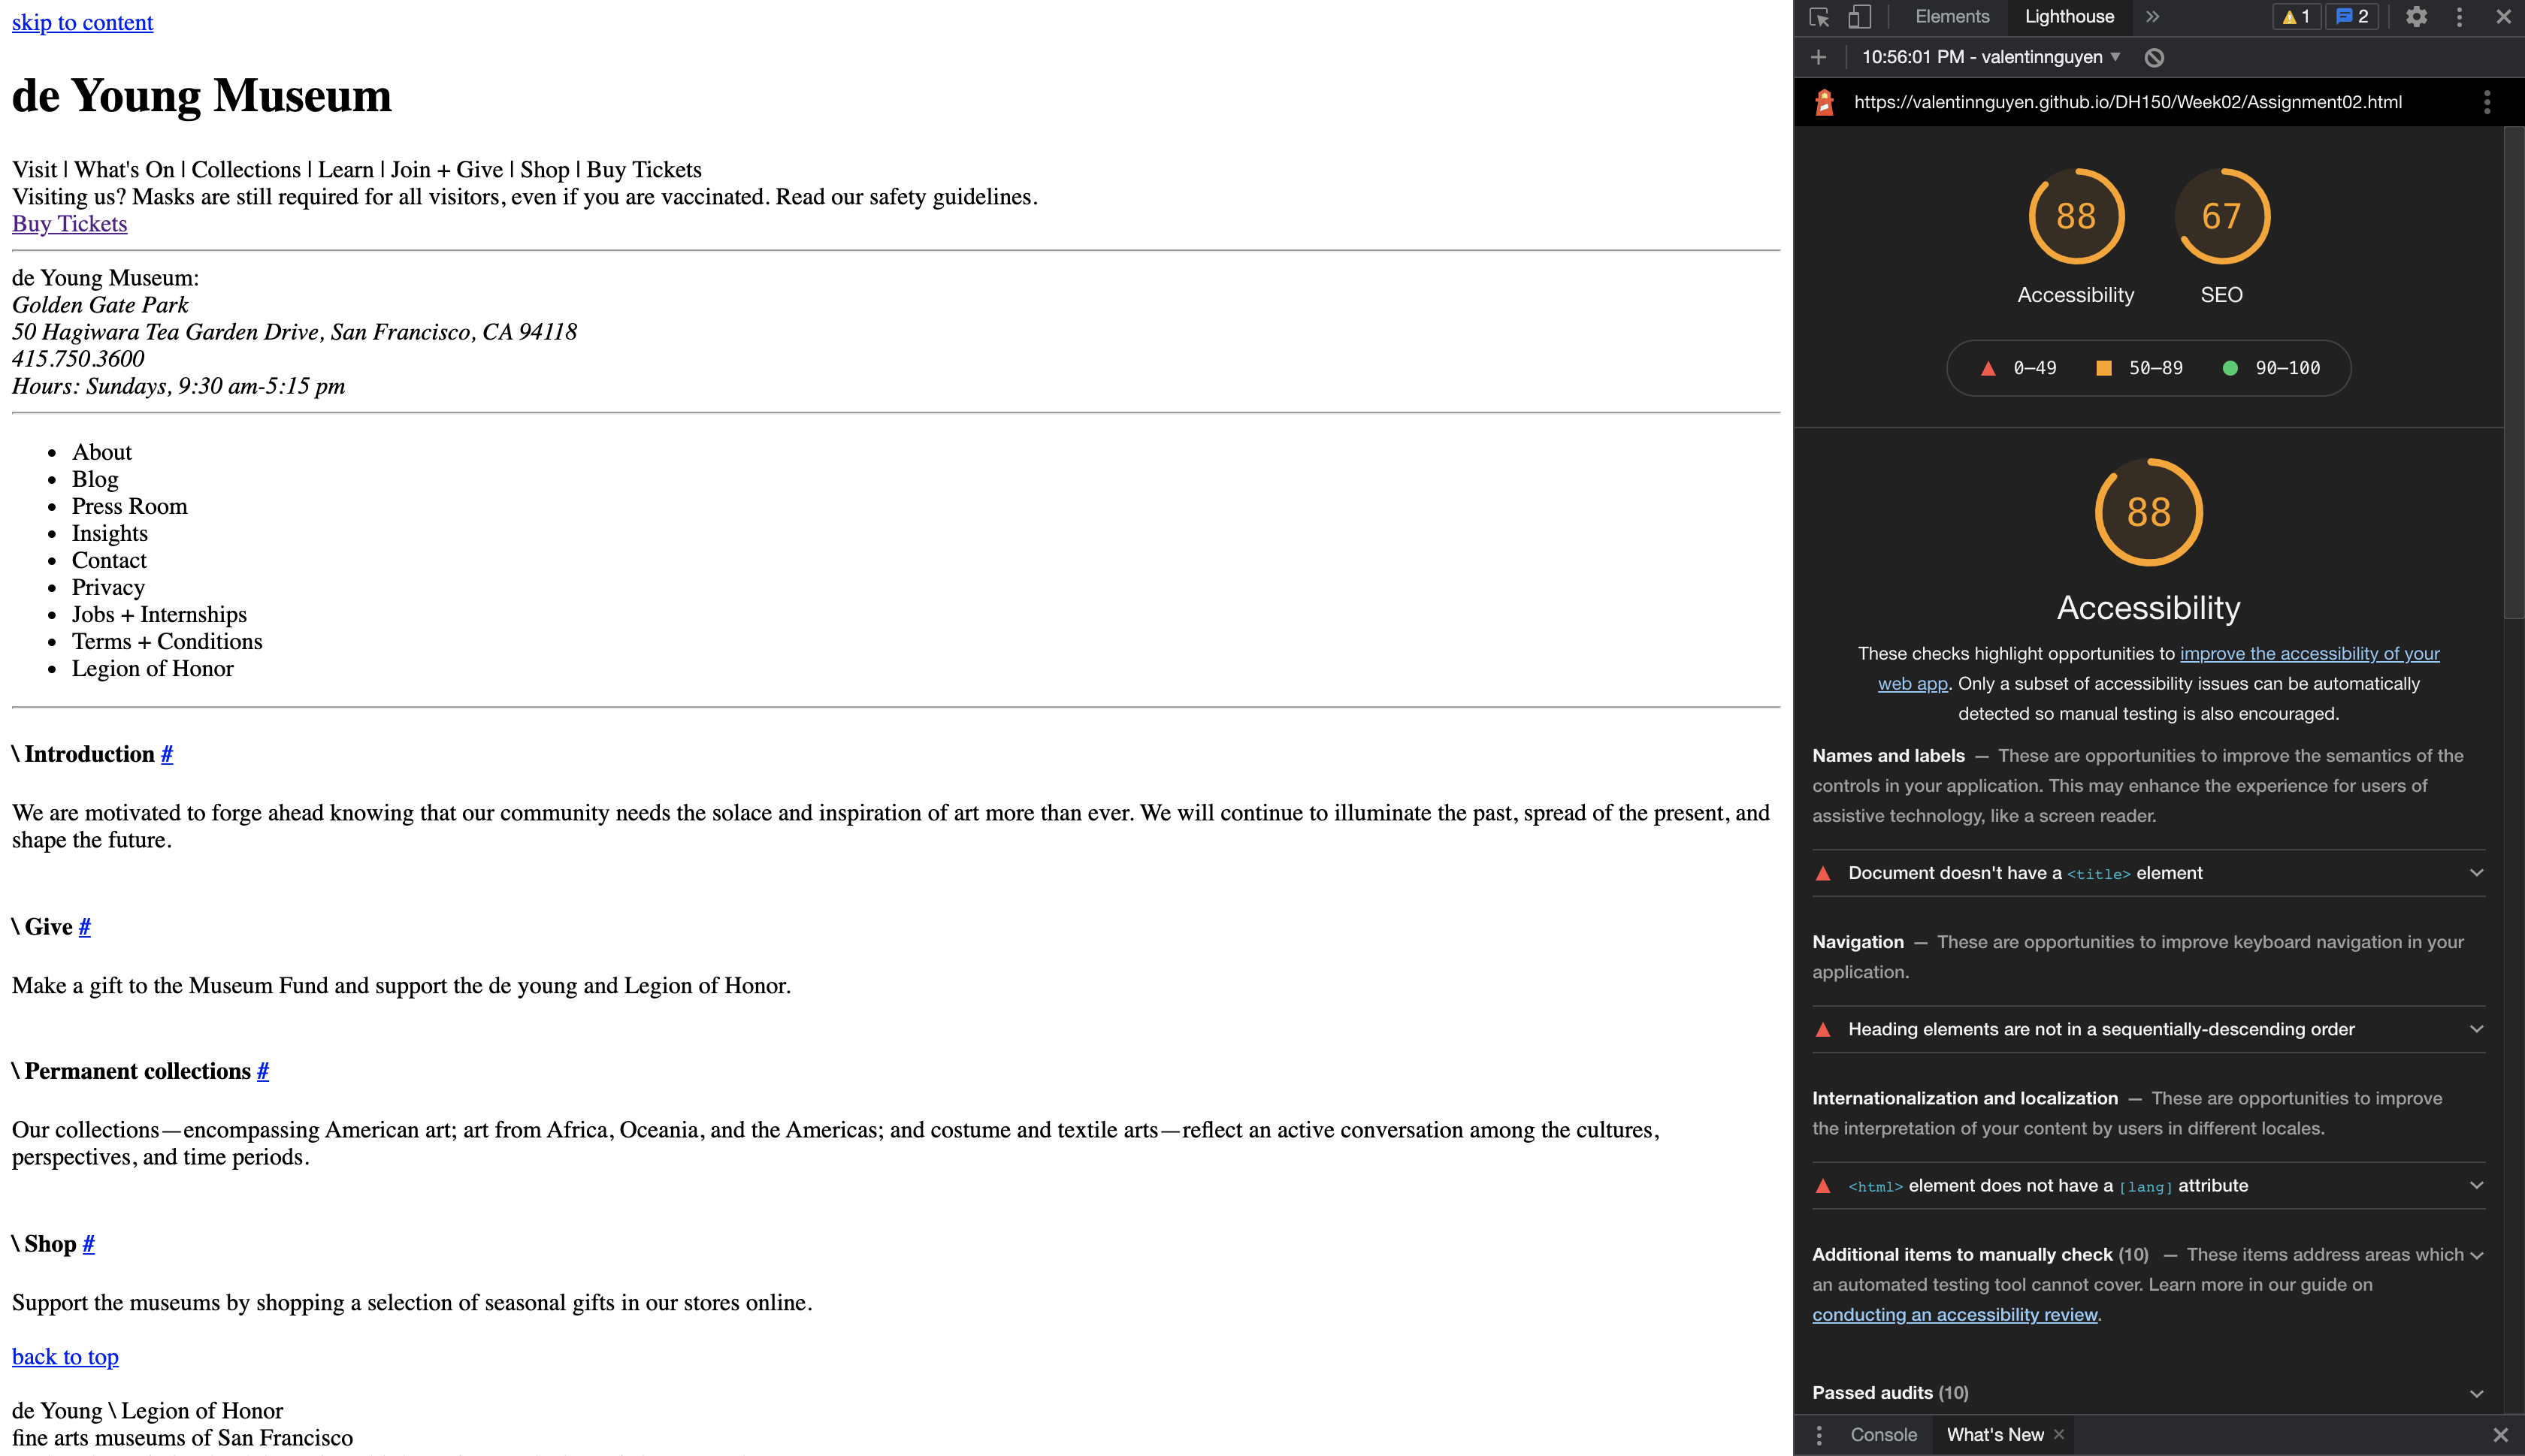 skip to content
de Young Museum
Visit | What's On | Collections | Learn | Join + Give | Shop | Buy Tickets
Visiting us? Masks are still required for all visitors, even if you are vaccinated. Read our safety guidelines.
Buy Tickets
de Young Museum:
Golden Gate Park
50 Hagiwara Tea Garden Drive, San Francisco, CA 94118
415.750.3600
Hours: Sundays, 9:30 am-5:15 pm
• About
• Blog
• Press Room
• Insights
• Contact
• Privacy
• Jobs + Internships
• Terms + Conditions
• Legion of Honor
\ Introduction #
We are motivated to forge ahead knowing that our community needs the solace and inspiration of art more than ever. We will continue to illuminate the past, spread of the present, and
shape the future.
\ Give #
Make a gift to the Museum Fund and support the de young and Legion of Honor.
\ Permanent collections #
Our collections—encompassing American art; art from Africa, Oceania, and the Americas; and costume and textile arts—reflect an active conversation among the cultures,
perspectives, and time periods.
\ Shop #
Support the museums by shopping a selection of seasonal gifts in our stores online.
back to top
de Young \ Legion of Honor
fine arts museums of San Francisco
Elements Lighthouse » 1 2
10:56:01 PM - valentinnguyen
https://valentinnguyen.github.io/DH150/Week02/Assignment02.html
88 67
Accessibility SEO
0–49 50–89 90–100
88
Accessibility
These checks highlight opportunities to improve the accessibility of your
web app. Only a subset of accessibility issues can be automatically
detected so manual testing is also encouraged.
Names and labels — These are opportunities to improve the semantics of the
controls in your application. This may enhance the experience for users of
assistive technology, like a screen reader.
Document doesn't have a <title> element
Navigation — These are opportunities to improve keyboard navigation in your
application.
Heading elements are not in a sequentially-descending order
Internationalization and localization — These are opportunities to improve
the interpretation of your content by users in different locales.
<html> element does not have a [lang] attribute
Additional items to manually check (10) — These items address areas which
an automated testing tool cannot cover. Learn more in our guide on
conducting an accessibility review.
Passed audits (10)
Console What's New